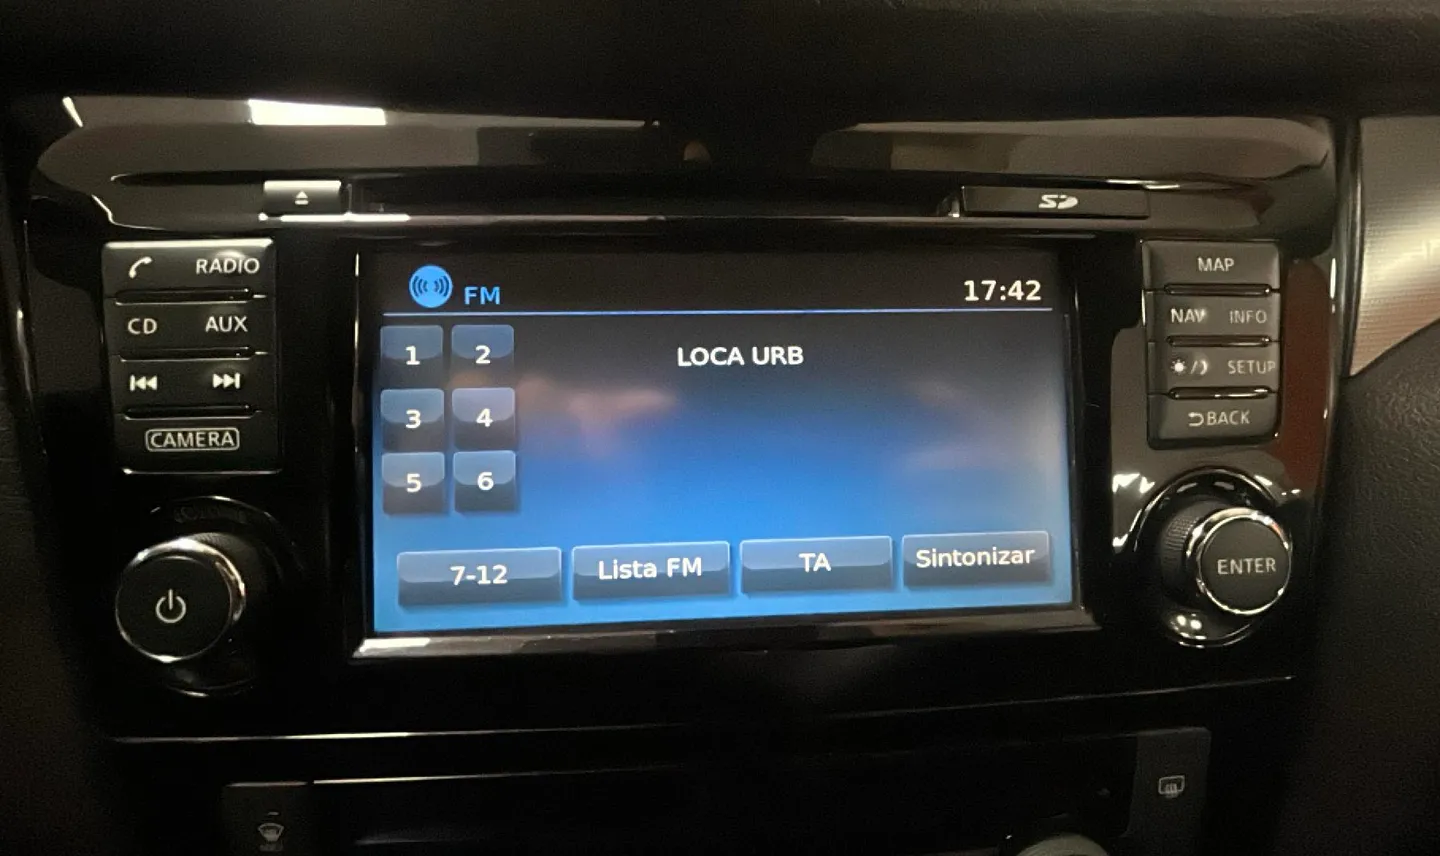 RADIO
CD AUX
CAMERA
FM
17:42
1 2
LOCA URB
3 4
5 6
7-12
Lista FM
TA
Sintonizar
SD
MAP
NAV INFO
SETUP
BACK
ENTER